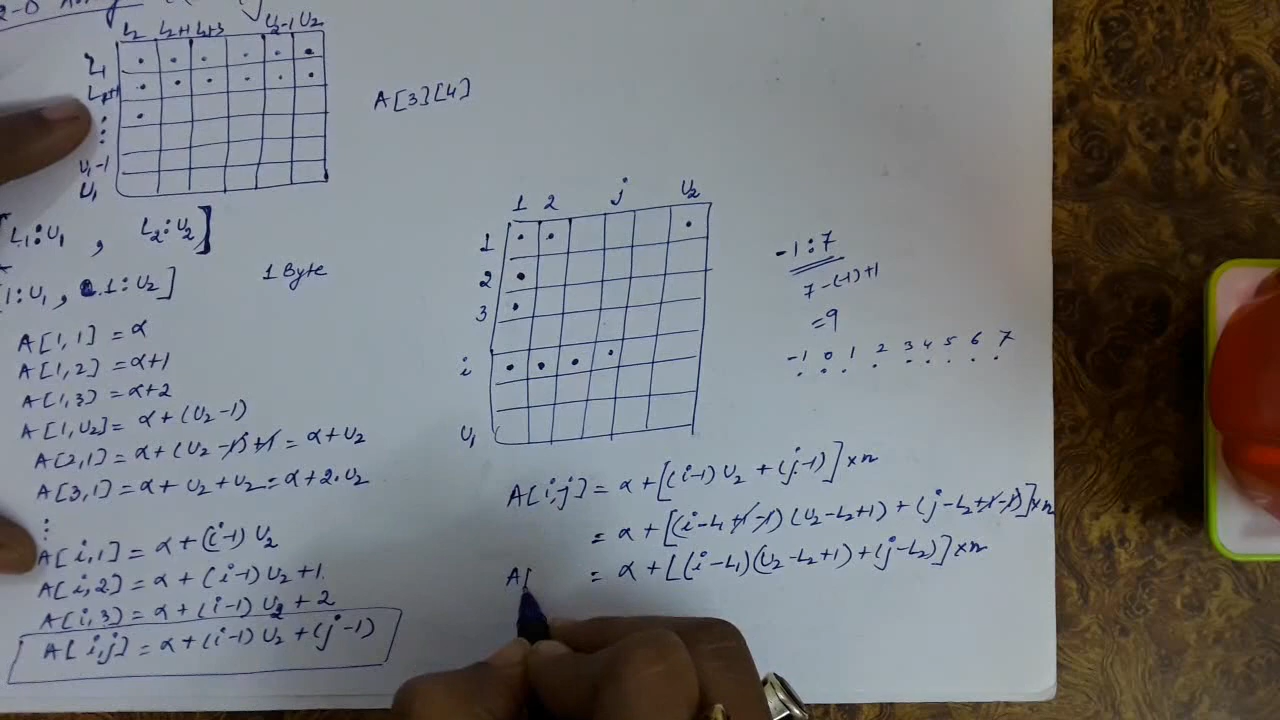 2-D
L2 L2+1 L2+3 U2-1 U2
L1
L1+1
⋮
U1-1
U1
A[3][4]
[L1:U1 , L2:U2]
[1:U1 , 1:U2]
1 Byte
A[1,1] = α
A[1,2] = α+1
A[1,3] = α+2
A[1,U2] = α+(U2-1)
A[2,1] = α+(U2-1)+1 = α+U2
A[3,1] = α+U2+U2 = α+2.U2
⋮
A[i,1] = α+(i-1)U2
A[i,2] = α+(i-1)U2+1
A[i,3] = α+(i-1)U2+2
A[i,j] = α+(i-1)U2+(j-1)
1 2 j U2
1
2
3
i
U1
-1:7
7-(-1)+1
=9
-1 0 1 2 3 4 5 6 7
A[i,j] = α+[(i-1)U2+(j-1)]×n
= α+[(i-L1+1-1)(U2-L2+1)+(j-L2+1-1)]×n
= α+[(i-L1)(U2-L2+1)+(j-L2)]×n
A[